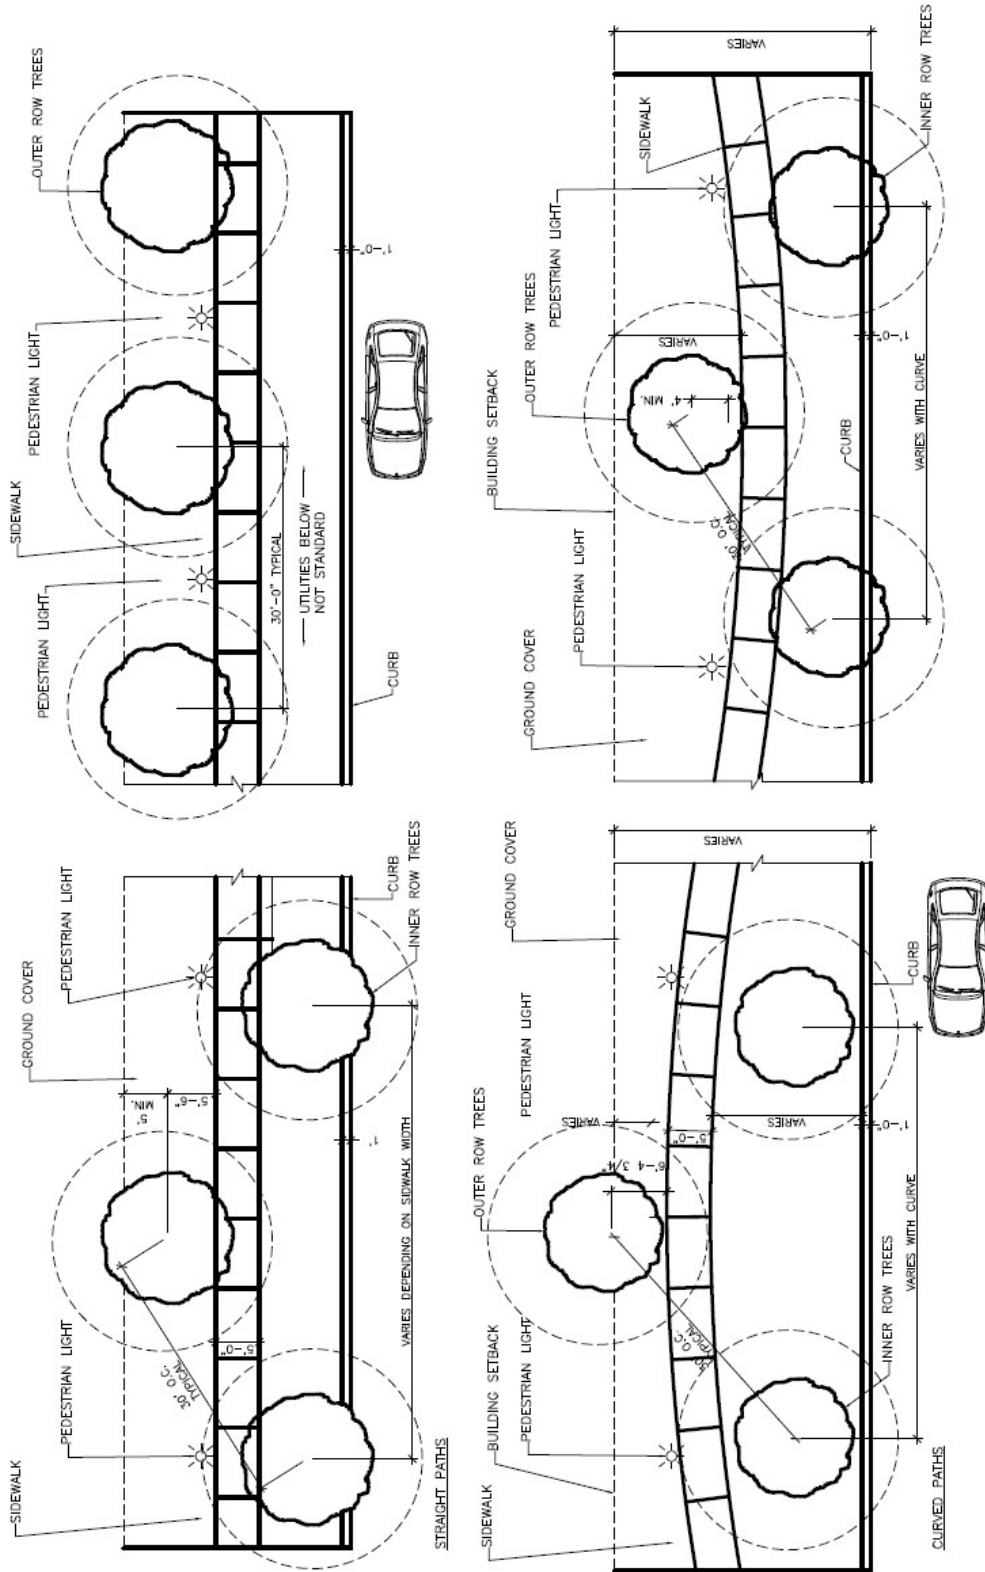 SIDEWALK
PEDESTRIAN LIGHT
GROUND COVER
PEDESTRIAN LIGHT
30' O.C.
TYPICAL
5'-0"
5'
MIN.
5'-6"
1'
CURB
INNER ROW TREES
VARIES DEPENDING ON SIDWALK WIDTH
STRAIGHT PATHS
PEDESTRIAN LIGHT
SIDEWALK
PEDESTRIAN LIGHT
OUTER ROW TREES
30'-0" TYPICAL
UTILITIES BELOW
NOT STANDARD
1'-0"
CURB
SIDEWALK
BUILDING SETBACK
PEDESTRIAN LIGHT
OUTER ROW TREES
PEDESTRIAN LIGHT
GROUND COVER
30' O.C.
TYPICAL
6'-4 3/4"
VARIES
5'-0"
VARIES
VARIES
1'-0"
INNER ROW TREES
VARIES WITH CURVE
CURB
CURVED PATHS
GROUND COVER
BUILDING SETBACK
PEDESTRIAN LIGHT
OUTER ROW TREES
PEDESTRIAN LIGHT
SIDEWALK
30' O.C.
TYPICAL
4' MIN.
VARIES
VARIES
1'-0"
CURB
VARIES WITH CURVE
INNER ROW TREES